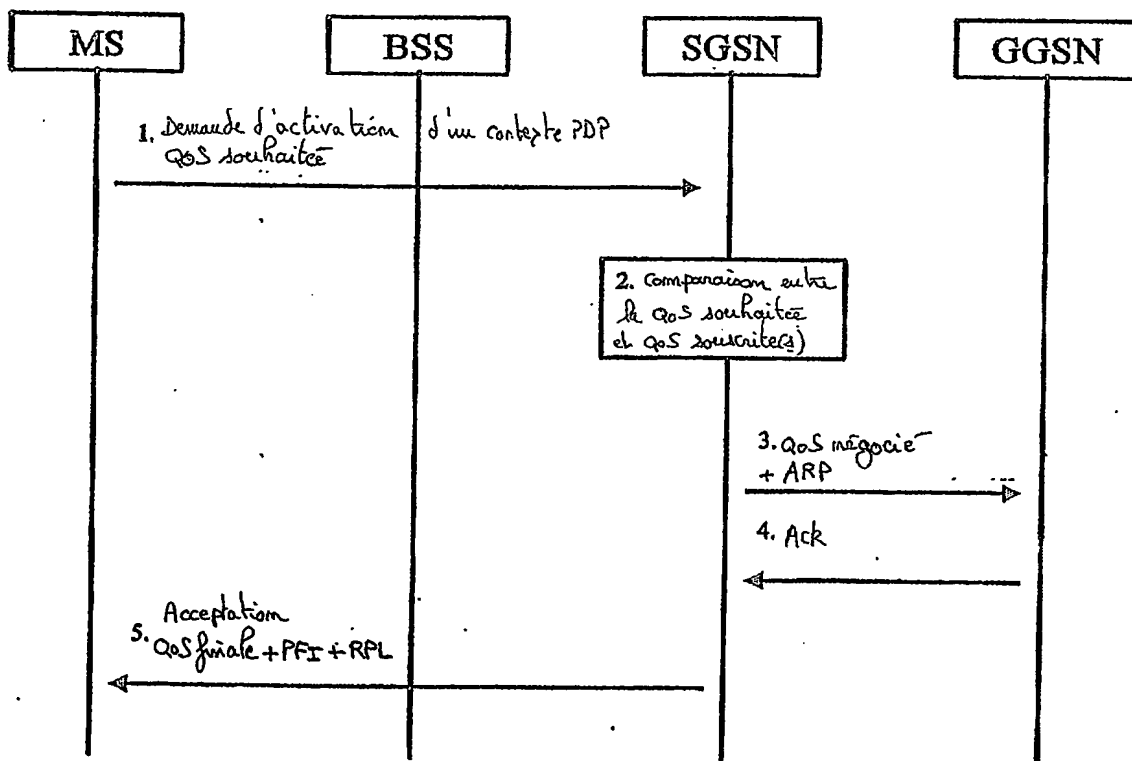 MS BSS SGSN GGSN
1. Demande d'activation d'un contexte PDP
QoS souhaitée
2. Comparaison entre
la QoS souhaitée
et QoS souscrite(s)
3. QoS négocié
+ ARP
4. Ack
Acceptation
5. QoS finale + PFI + RPL